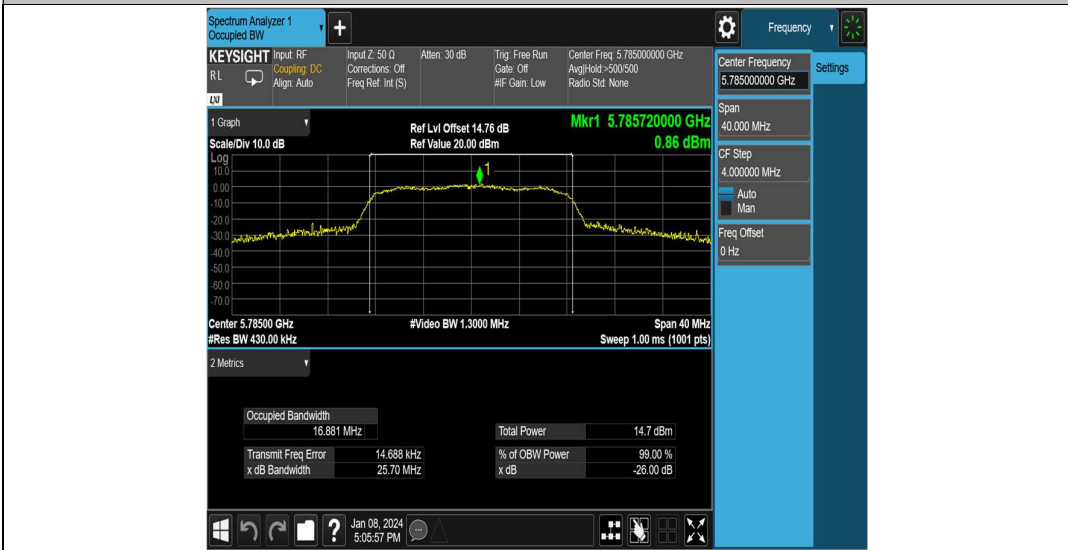 Spectrum Analyzer 1
Occupied BW
Frequency
KEYSIGHT
RL
LXI
Input: RF
Coupling: DC
Align: Auto
Input Z: 50 Ω
Corrections: Off
Freq Ref: Int (S)
Atten: 30 dB
Trig: Free Run
Gate: Off
#IF Gain: Low
Center Freq: 5.785000000 GHz
Avg|Hold:>500/500
Radio Std: None
Center Frequency
5.785000000 GHz
Settings
Span
40.000 MHz
CF Step
4.000000 MHz
Auto
Man
Freq Offset
0 Hz
1 Graph
Scale/Div 10.0 dB
Ref Lvl Offset 14.76 dB
Ref Value 20.00 dBm
Mkr1 5.785720000 GHz
0.86 dBm
Log
10.0
0.00
-10.0
-20.0
-30.0
-40.0
-50.0
-60.0
-70.0
1
Center 5.78500 GHz
#Video BW 1.3000 MHz
Span 40 MHz
#Res BW 430.00 kHz
Sweep 1.00 ms (1001 pts)
2 Metrics
Occupied Bandwidth
16.881 MHz
Total Power 14.7 dBm
Transmit Freq Error 14.688 kHz
% of OBW Power 99.00 %
x dB Bandwidth 25.70 MHz
x dB -26.00 dB
?
Jan 08, 2024
5:05:57 PM